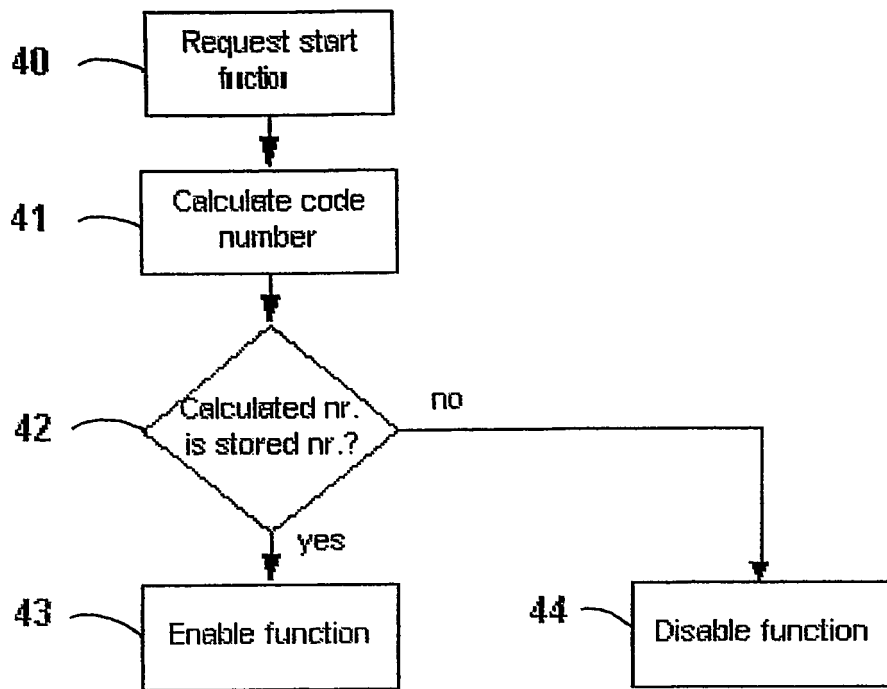 40
Request start
function
41
Calculate code
number
42
Calculated nr.
is stored nr.?
no
yes
43
Enable function
44
Disable function